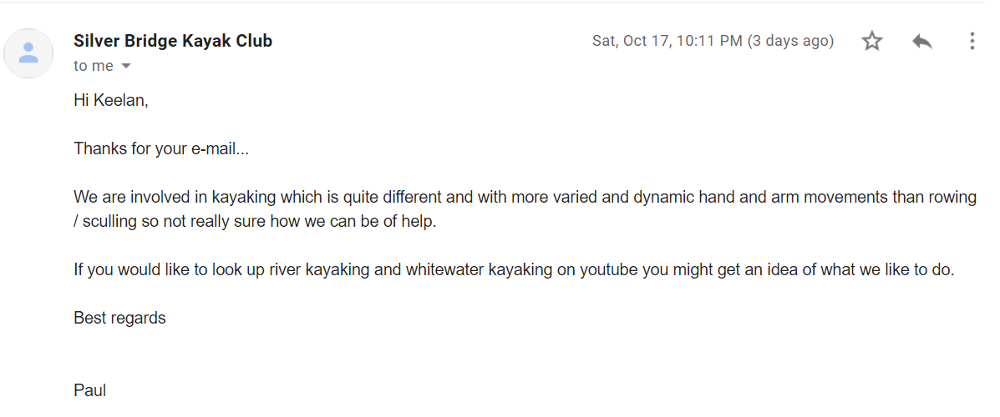 Silver Bridge Kayak Club
Sat, Oct 17, 10:11 PM (3 days ago)
to me
Hi Keelan,
Thanks for your e-mail...
We are involved in kayaking which is quite different and with more varied and dynamic hand and arm movements than rowing
/ sculling so not really sure how we can be of help.
If you would like to look up river kayaking and whitewater kayaking on youtube you might get an idea of what we like to do.
Best regards
Paul